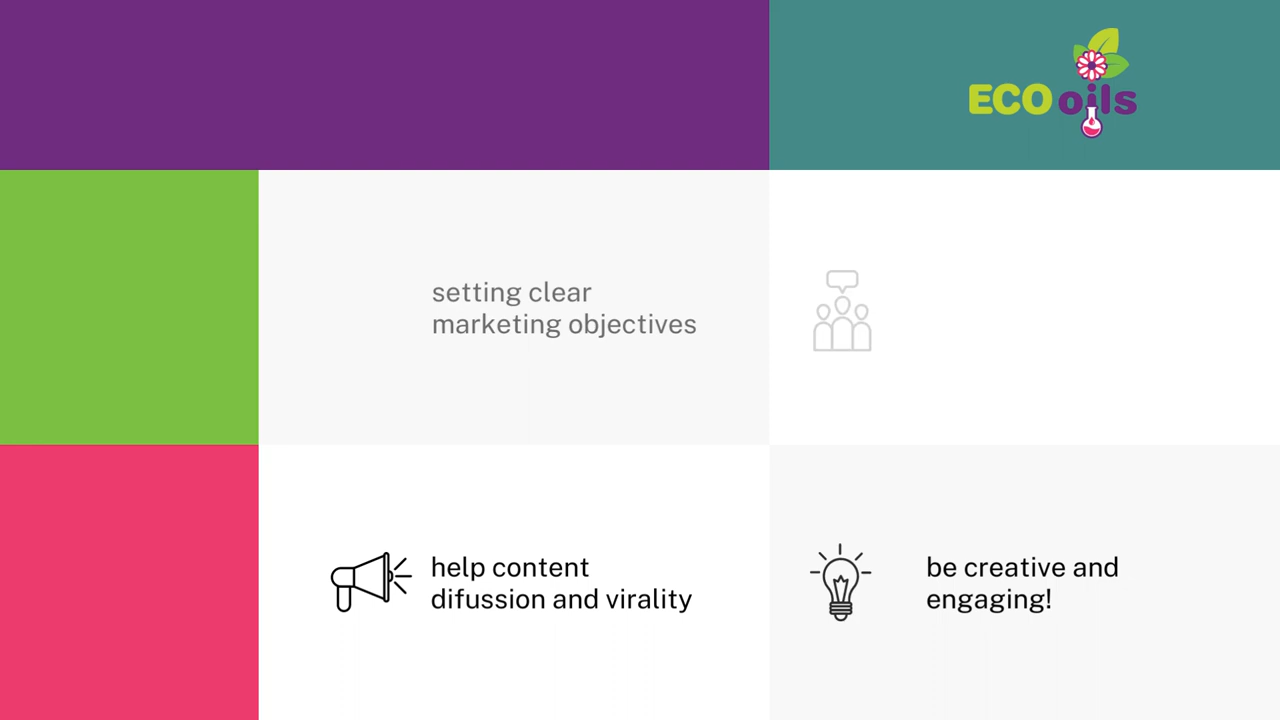 ECO oils
setting clear
marketing objectives
help content
difussion and virality
be creative and
engaging!